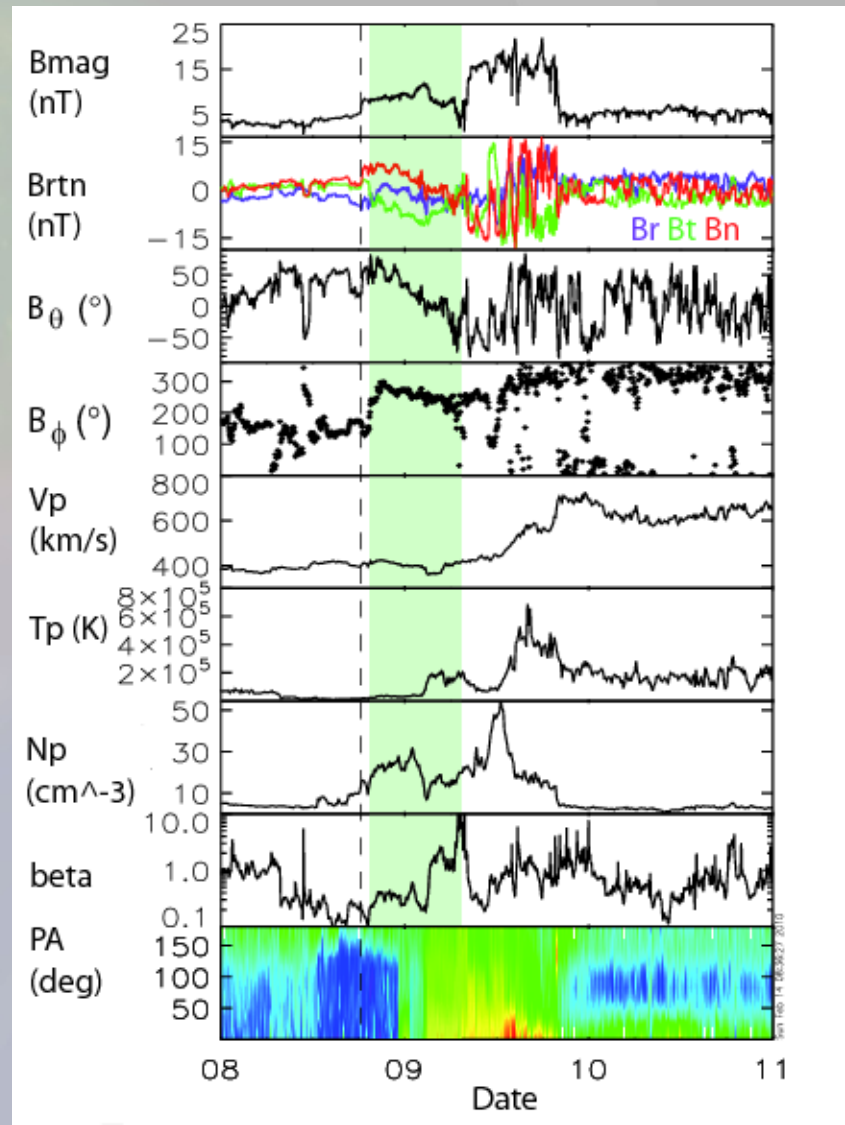 Bmag
(nT)
25
15
5
Brtn
(nT)
15
0
−15
Br Bt Bn
B θ (°)
50
0
−50
B ϕ (°)
300
200
100
Vp
(km/s)
800
600
400
Tp (K)
8×10⁵
6×10⁵
4×10⁵
2×10⁵
Np
(cm^-3)
50
30
10
beta
10.0
1.0
0.1
PA
(deg)
150
100
50
08
09
10
11
Date